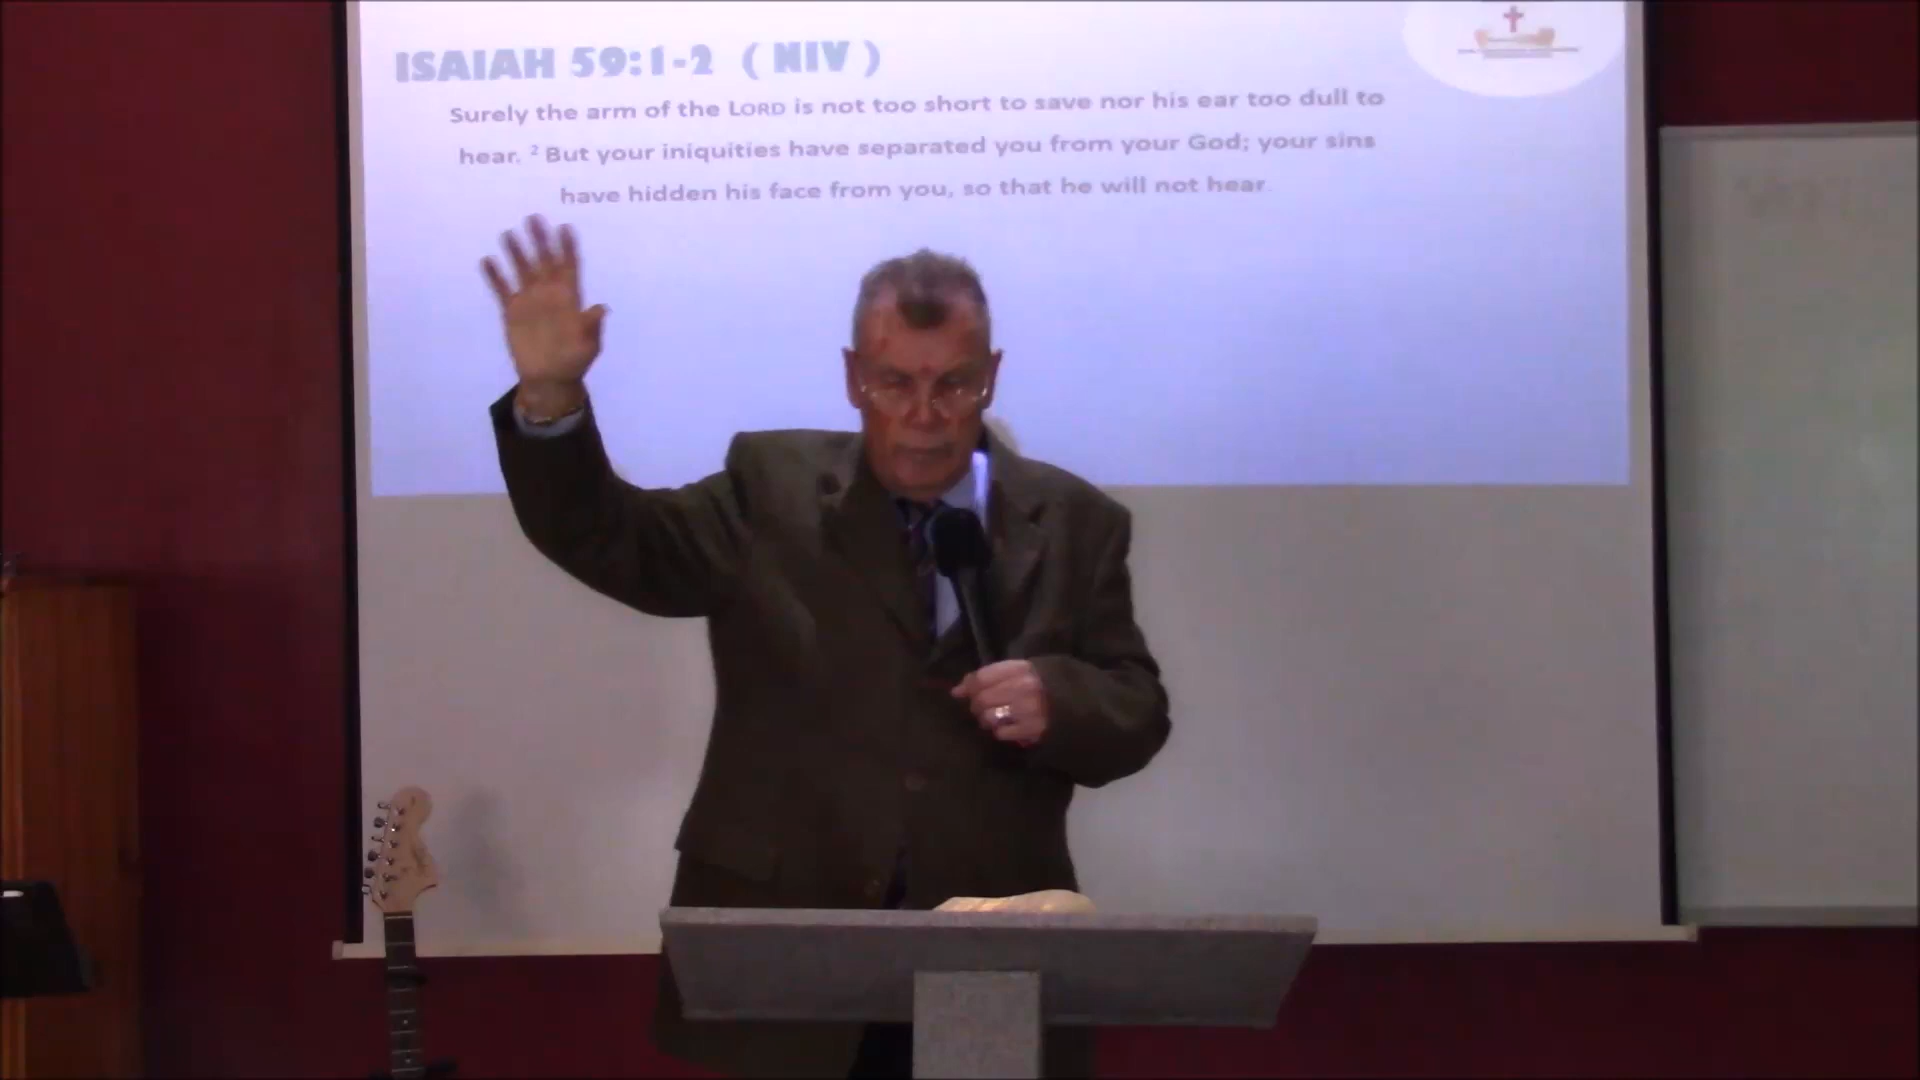 ISAIAH 59:1-2 ( NIV )
Surely the arm of the LORD is not too short to save nor his ear too dull to
hear. ² But your iniquities have separated you from your God; your sins
have hidden his face from you, so that he will not hear.